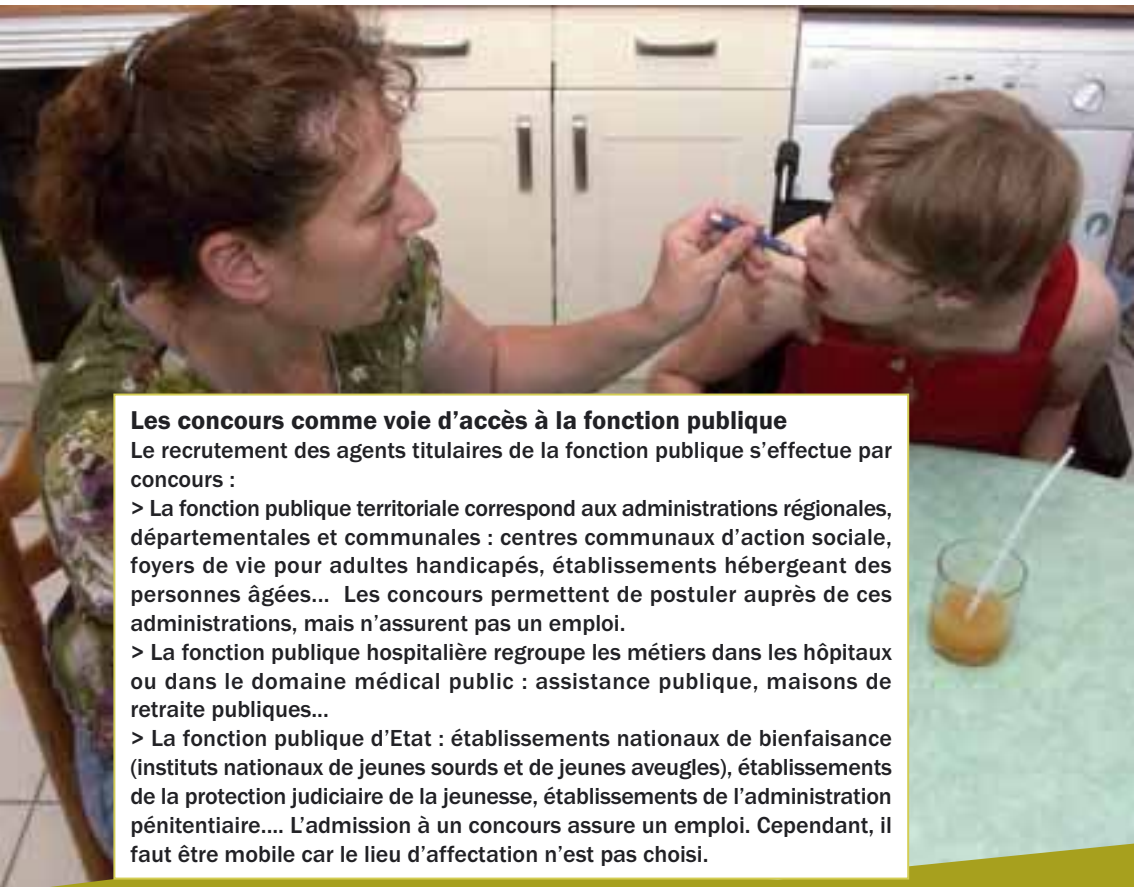 Les concours comme voie d'accès à la fonction publique
Le recrutement des agents titulaires de la fonction publique s'effectue par
concours :
> La fonction publique territoriale correspond aux administrations régionales,
départementales et communales : centres communaux d'action sociale,
foyers de vie pour adultes handicapés, établissements hébergeant des
personnes âgées... Les concours permettent de postuler auprès de ces
administrations, mais n'assurent pas un emploi.
> La fonction publique hospitalière regroupe les métiers dans les hôpitaux
ou dans le domaine médical public : assistance publique, maisons de
retraite publiques...
> La fonction publique d'Etat : établissements nationaux de bienfaisance
(instituts nationaux de jeunes sourds et de jeunes aveugles), établissements
de la protection judiciaire de la jeunesse, établissements de l'administration
pénitentiaire.... L'admission à un concours assure un emploi. Cependant, il
faut être mobile car le lieu d'affectation n'est pas choisi.